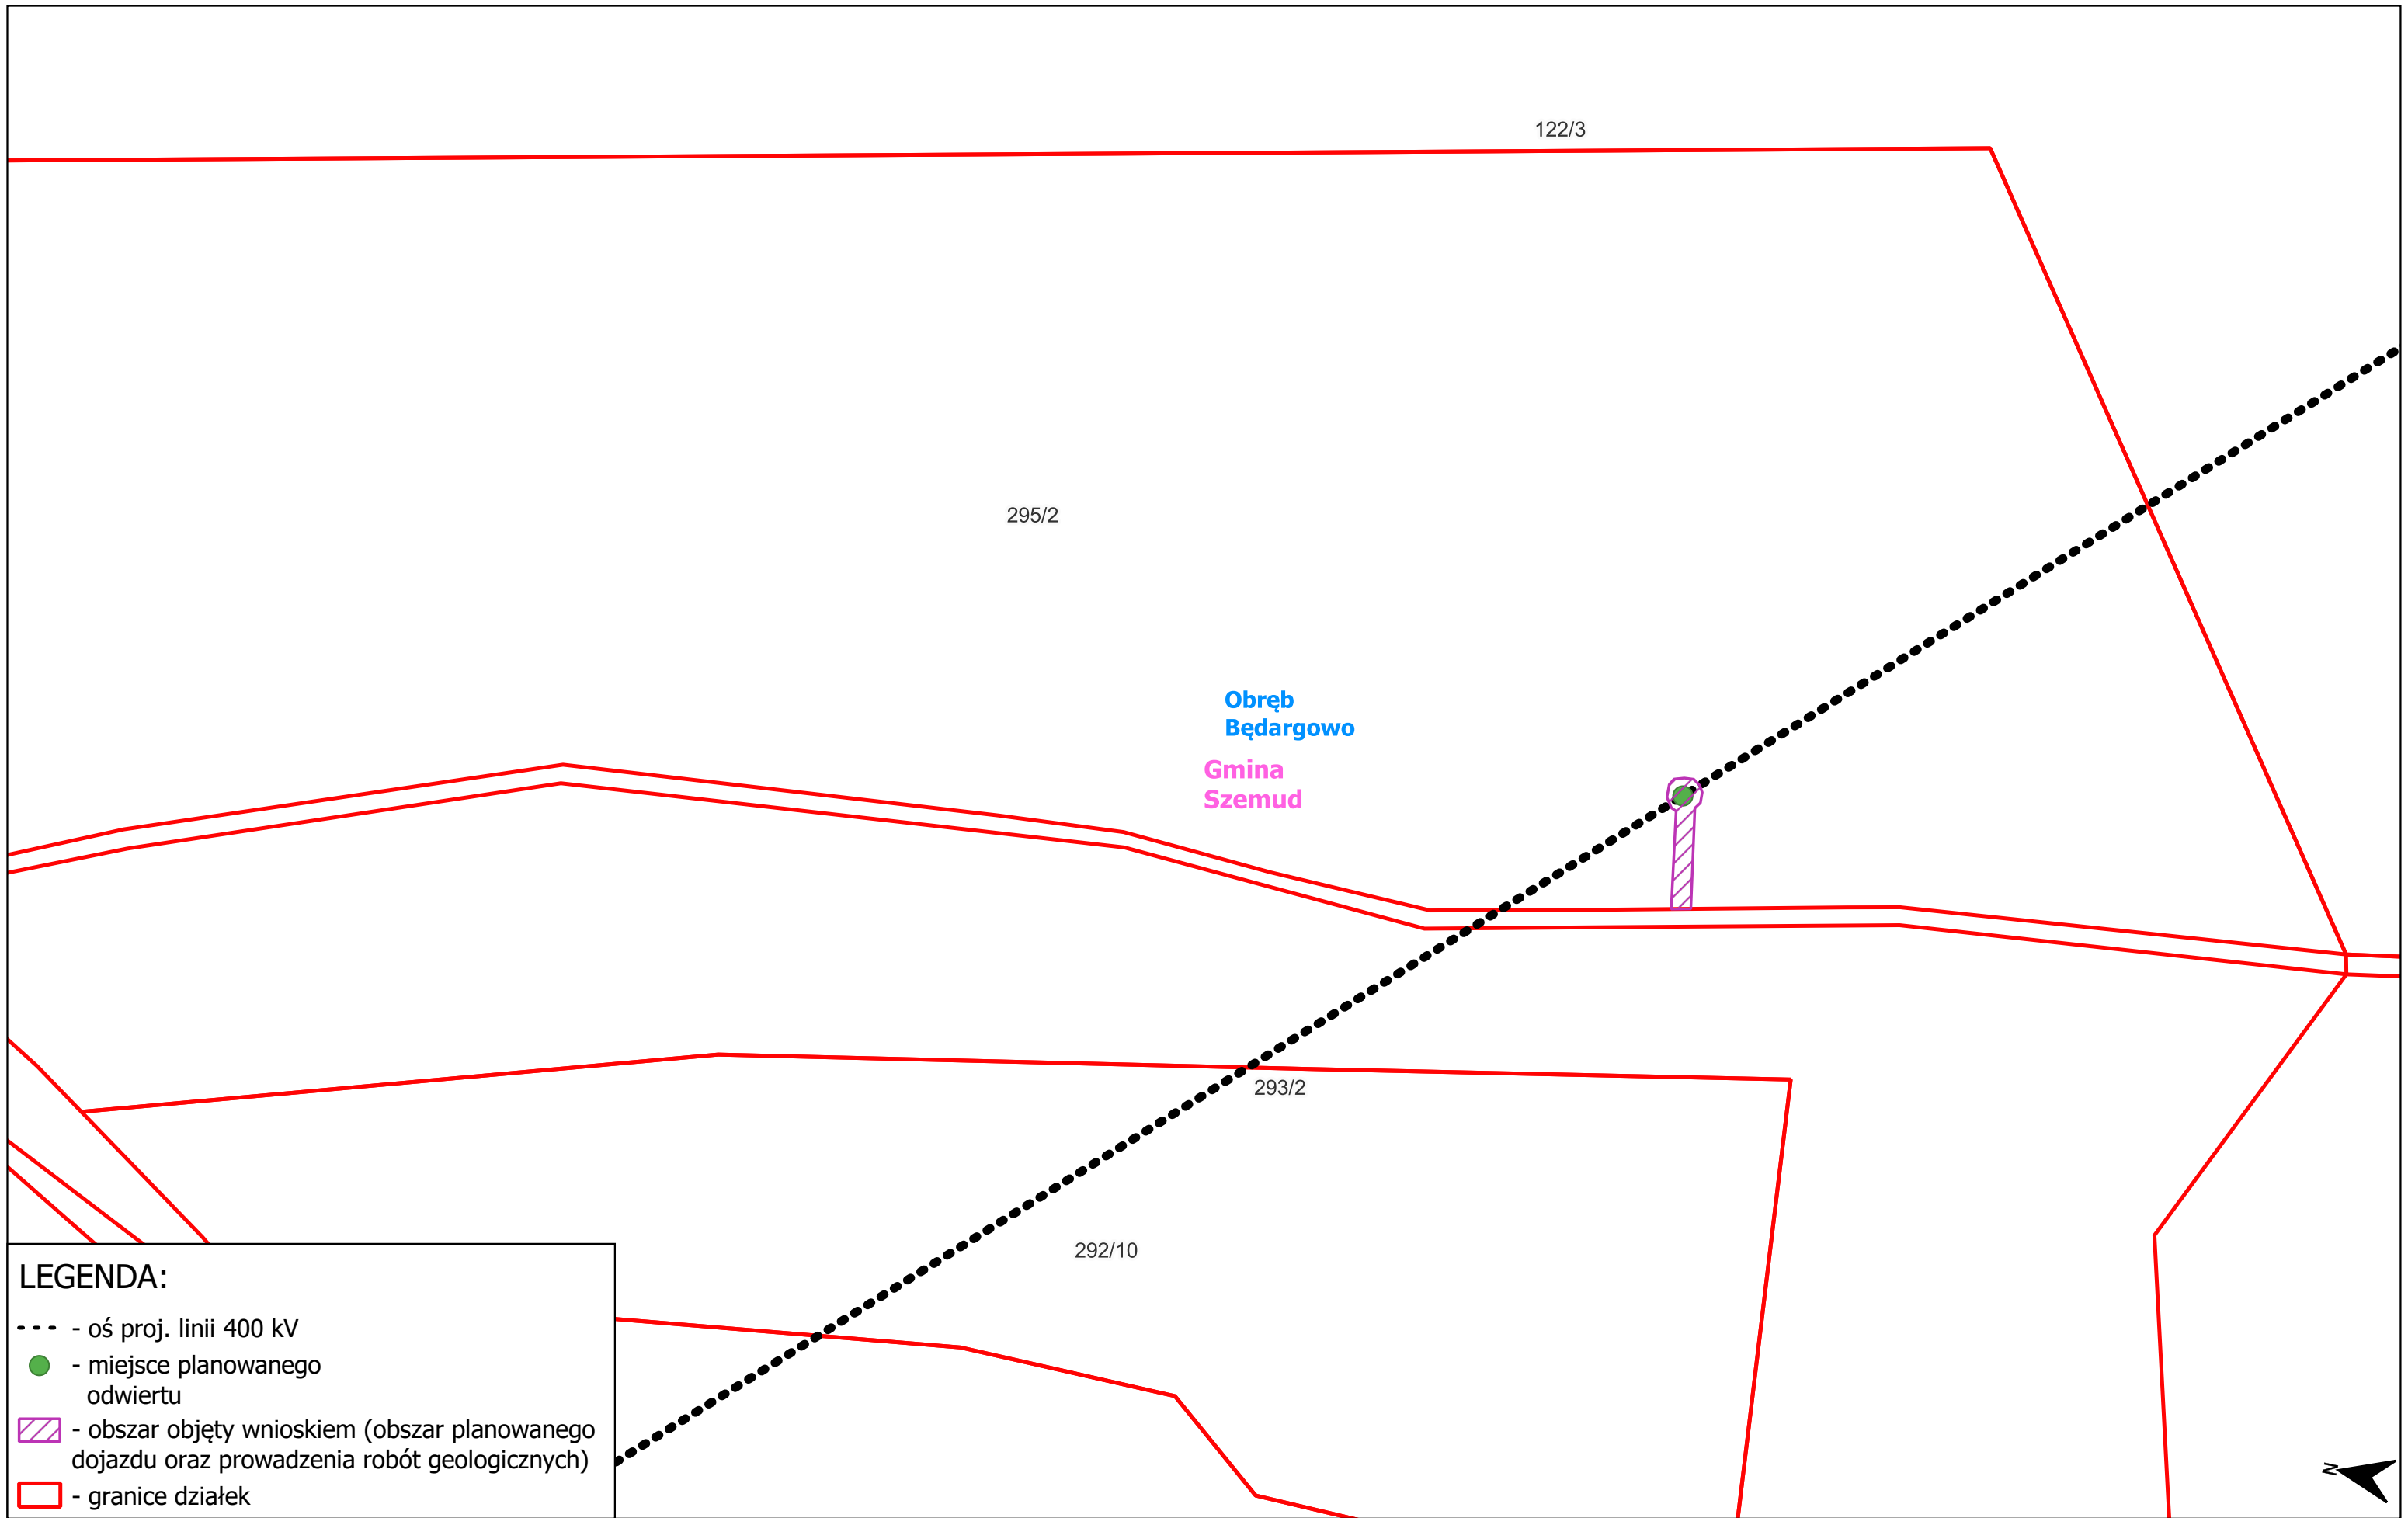 122/3
295/2
Obręb
Będargowo
Gmina
Szemud
293/2
292/10
LEGENDA:
- oś proj. linii 400 kV
- miejsce planowanego
odwiertu
- obszar objęty wnioskiem (obszar planowanego
dojazdu oraz prowadzenia robót geologicznych)
- granice działek
N